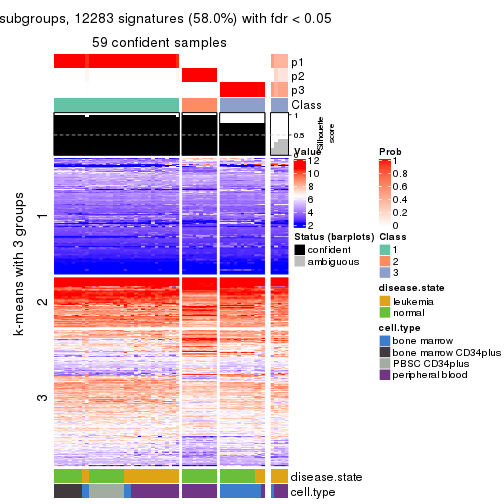 subgroups, 12283 signatures (58.0%) with fdr < 0.05
59 confident samples
p1
p2
p3
Class
1
0.5
0
Silhouette
score
k-means with 3 groups
1
2
3
Value
12
10
8
6
4
2
Prob
1
0.8
0.6
0.4
0.2
0
Status (barplots)
confident
ambiguous
Class
1
2
3
disease.state
leukemia
normal
cell.type
bone marrow
bone marrow CD34plus
PBSC CD34plus
peripheral blood
disease.state
cell.type